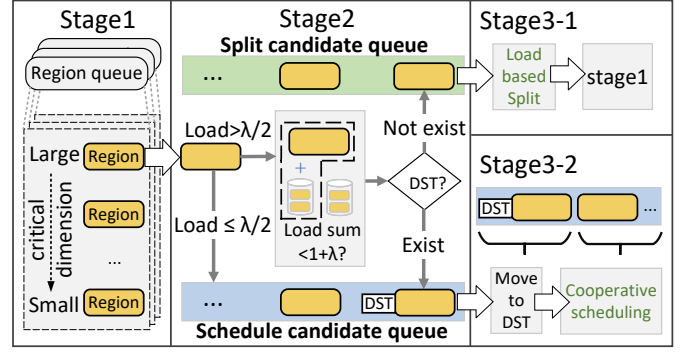 Stage1
Region queue
Large
Region
critical
dimension
Region
...
Small
Region
Stage2
Split candidate queue
...
Load>λ/2
Not exist
+
DST?
Load ≤ λ/2
Load sum
<1+λ?
Exist
...
DST
Schedule candidate queue
Stage3-1
Load
based
Split
stage1
Stage3-2
DST
...
Move
to
DST
Cooperative
scheduling